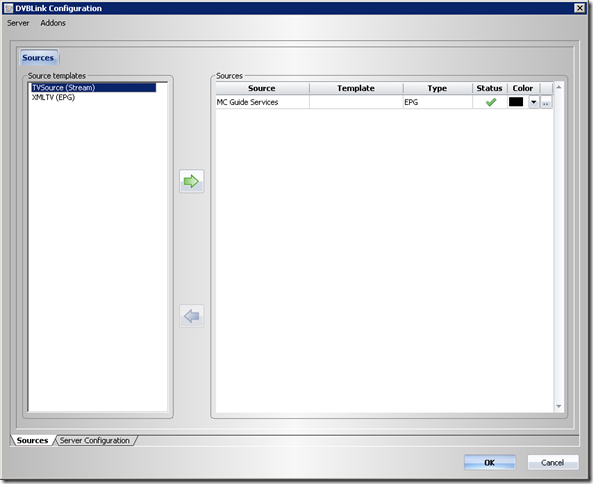 DVBLink Configuration
Server Addons
Sources
Source templates
TVSource (Stream)
XMLTV (EPG)
Sources
Source Template Type Status Color
MC Guide Services EPG ..
Sources Server Configuration
OK Cancel